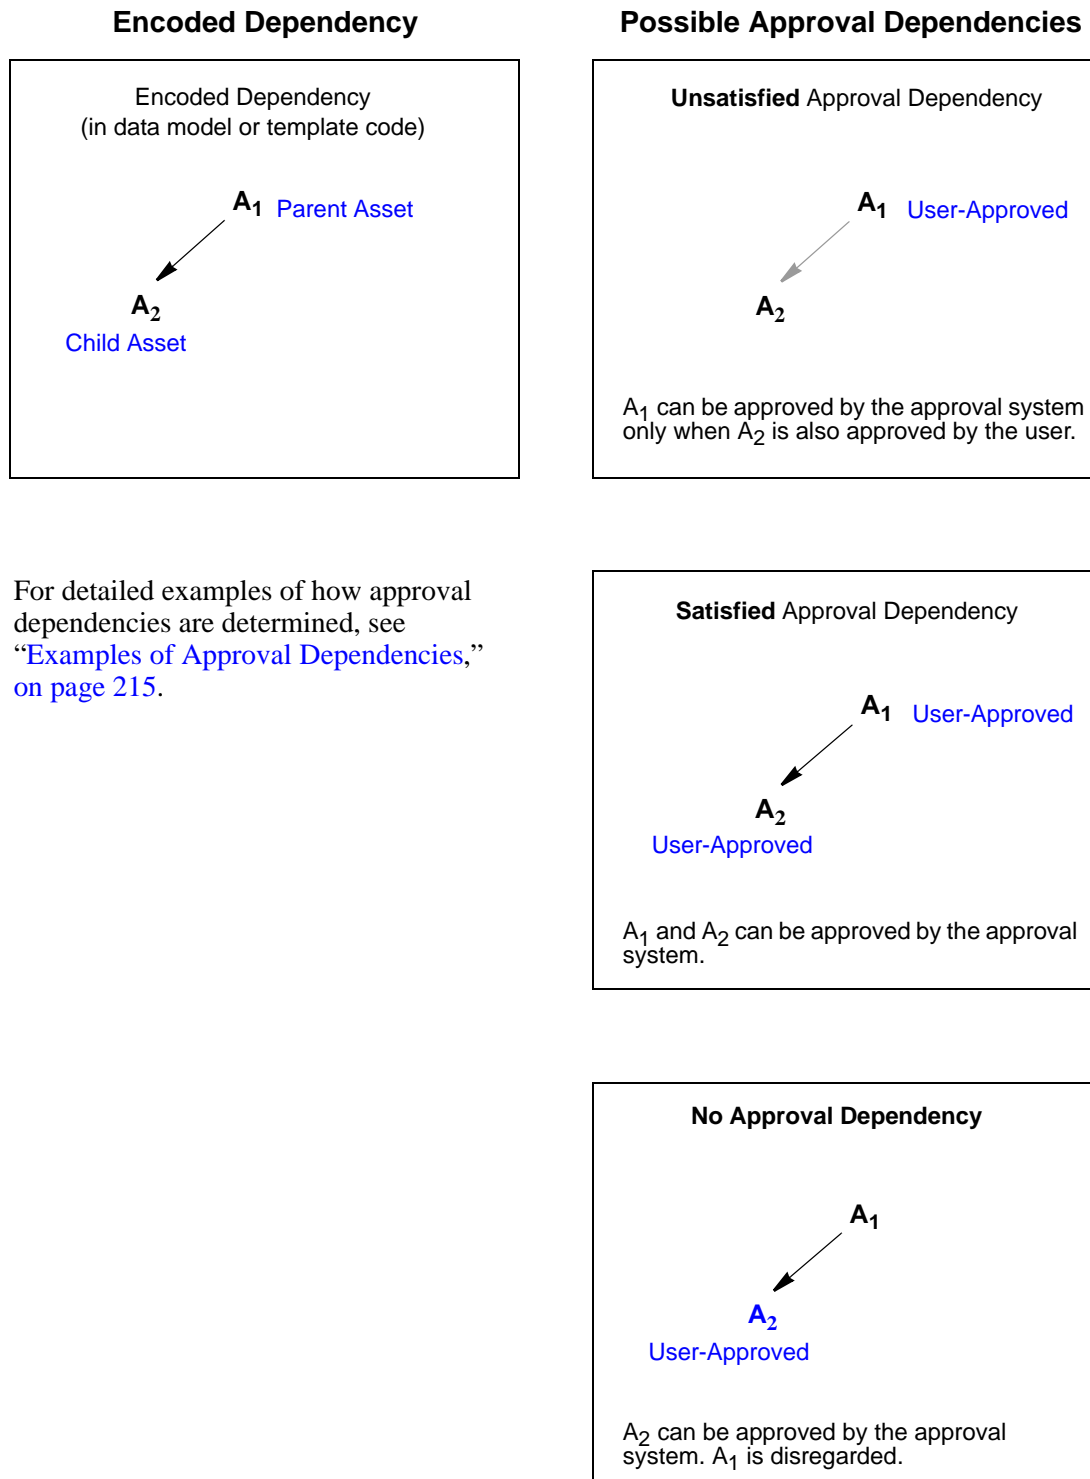 Encoded Dependency
Encoded Dependency
(in data model or template code)
A1 Parent Asset
A2
Child Asset
For detailed examples of how approval
dependencies are determined, see
“Examples of Approval Dependencies,”
on page 215.
Possible Approval Dependencies
Unsatisfied Approval Dependency
A1 User-Approved
A2
A1 can be approved by the approval system
only when A2 is also approved by the user.
Satisfied Approval Dependency
A1 User-Approved
A2
User-Approved
A1 and A2 can be approved by the approval
system.
No Approval Dependency
A1
A2
User-Approved
A2 can be approved by the approval
system. A1 is disregarded.